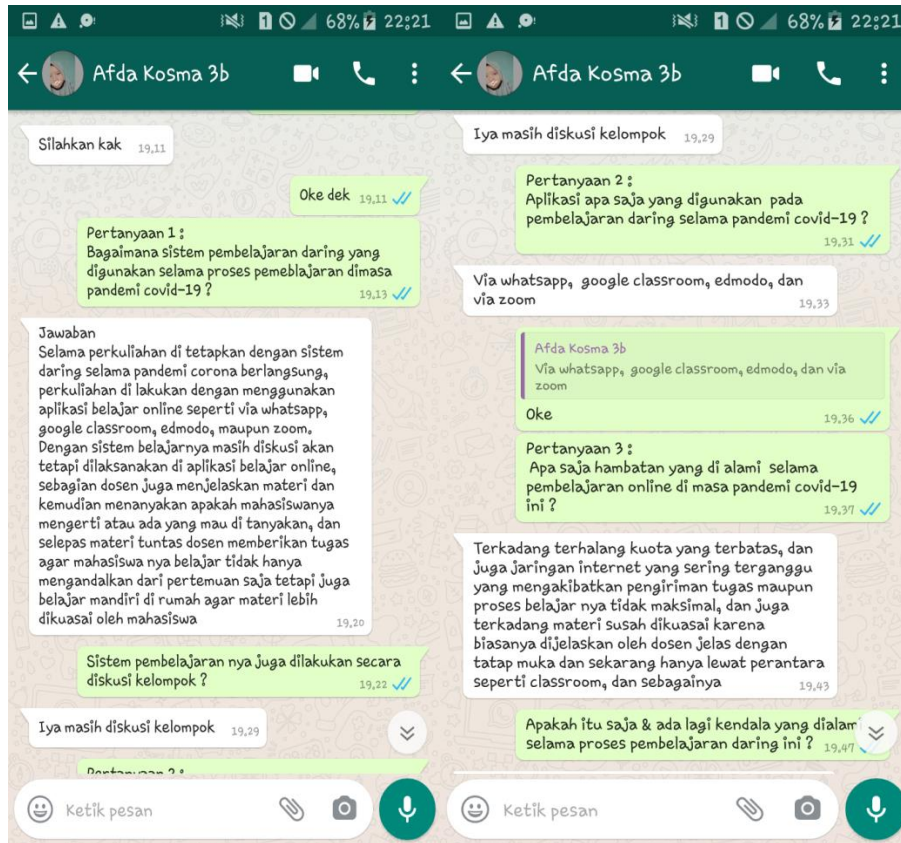 68% 22:21
Afda Kosma 3b
Silahkan kak 19,11
Oke dek 19,11
Pertanyaan 1 :
Bagaimana sistem pembelajaran daring yang
digunakan selama proses pemeblajaran dimasa
pandemi covid-19 ?
19,13
Jawaban
Selama perkuliahan di tetapkan dengan sistem
daring selama pandemi corona berlangsung,
perkuliahan di lakukan dengan menggunakan
aplikasi belajar online seperti via whatsapp,
google classroom, edmodo, maupun zoom.
Dengan sistem belajarnya masih diskusi akan
tetapi dilaksanakan di aplikasi belajar online,
sebagian dosen juga menjelaskan materi dan
kemudian menanyakan apakah mahasiswanya
mengerti atau ada yang mau di tanyakan, dan
selepas materi tuntas dosen memberikan tugas
agar mahasiswa nya belajar tidak hanya
mengandalkan dari pertemuan saja tetapi juga
belajar mandiri di rumah agar materi lebih
dikuasai oleh mahasiswa
19,20
Sistem pembelajaran nya juga dilakukan secara
diskusi kelompok ?
19,22
Iya masih diskusi kelompok 19,29
Pertanyaan 2 :
Ketik pesan
1 68% 22:21
Afda Kosma 3b
Iya masih diskusi kelompok 19,29
Pertanyaan 2 :
Aplikasi apa saja yang digunakan pada
pembelajaran daring selama pandemi covid-19 ?
19,31
Via whatsapp, google classroom, edmodo, dan
via zoom
19,33
Afda Kosma 3b
Via whatsapp, google classroom, edmodo, dan via
zoom
Oke
19,36
Pertanyaan 3 :
Apa saja hambatan yang di alami selama
pembelajaran online di masa pandemi covid-19
ini ?
19,37
Terkadang terhalang kuota yang terbatas, dan
juga jaringan internet yang sering terganggu
yang mengakibatkan pengiriman tugas maupun
proses belajar nya tidak maksimal, dan juga
terkadang materi susah dikuasai karena
biasanya dijelaskan oleh dosen jelas dengan
tatap muka dan sekarang hanya lewat perantara
seperti classroom, dan sebagainya
19,43
Apakah itu saja & ada lagi kendala yang dialami
selama proses pembelajaran daring ini ? 19,47
Ketik pesan